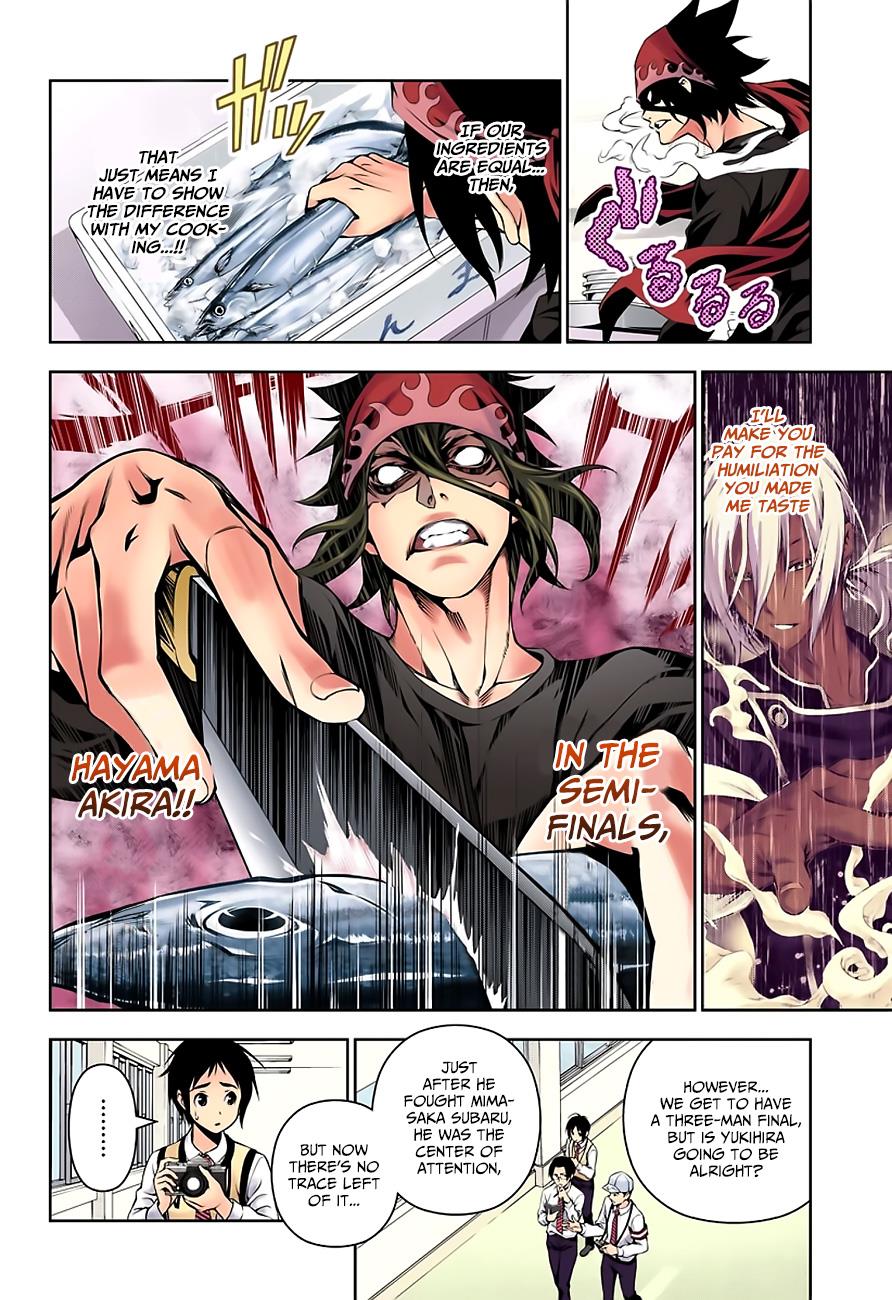 ぐるるるる
IF OUR
INGREDIENTS
ARE EQUAL...
THEN,
ガッ
THAT
JUST MEANS I
HAVE TO SHOW
THE DIFFERENCE
WITH MY COOK-
ING...!!
I'LL
MAKE YOU
PAY FOR THE
HUMILIATION
YOU MADE
ME TASTE
IN THE
SEMI-
FINALS,
HAYAMA
AKIRA!!
HOWEVER...
WE GET TO HAVE
A THREE-MAN FINAL,
BUT IS YUKIHIRA
GOING TO BE
ALRIGHT?
JUST
AFTER HE
FOUGHT MIMA-
SAKA SUBARU,
HE WAS THE
CENTER OF
ATTENTION,
BUT NOW
THERE'S NO
TRACE LEFT
OF IT...
.........